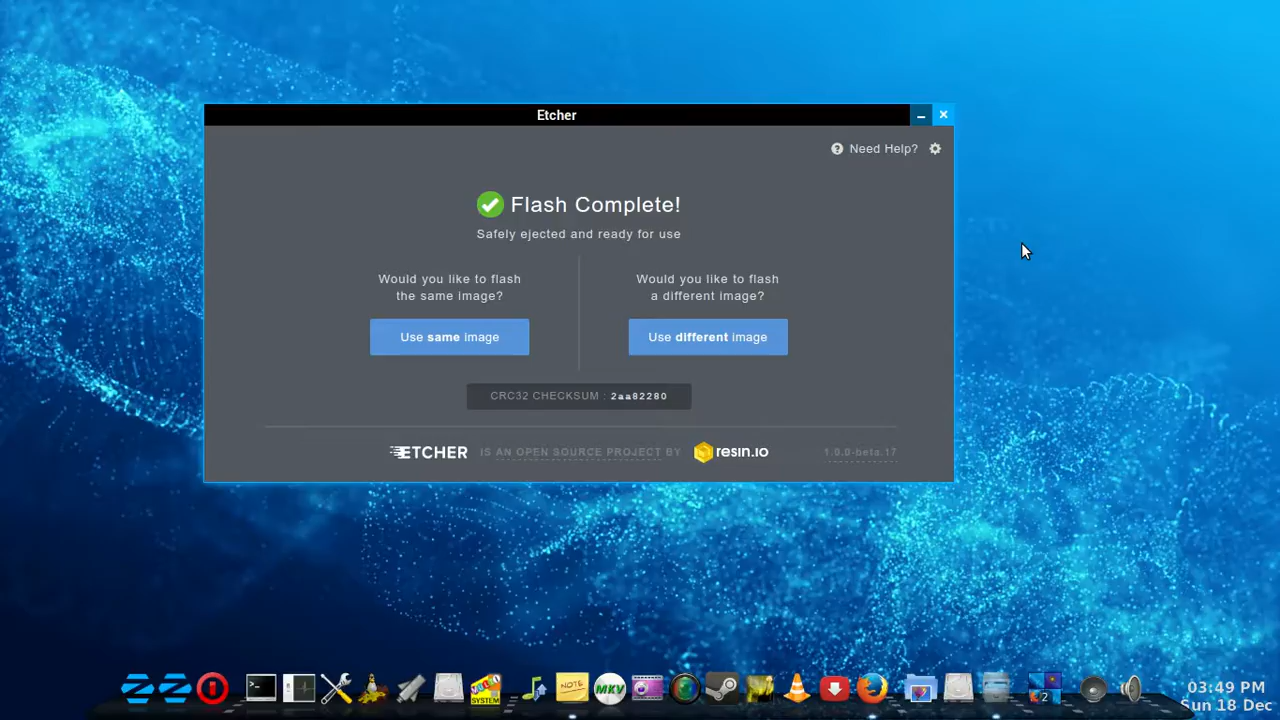 Etcher
Need Help?
Flash Complete!
Safely ejected and ready for use
Would you like to flash
the same image?
Would you like to flash
a different image?
Use same image
Use different image
CRC32 CHECKSUM : 2aa82280
ETCHER IS AN OPEN SOURCE PROJECT BY resin.io 1.0.0-beta.17
NOTE
MKV
SYSTEM
2
03:49 PM
Sun 18 Dec